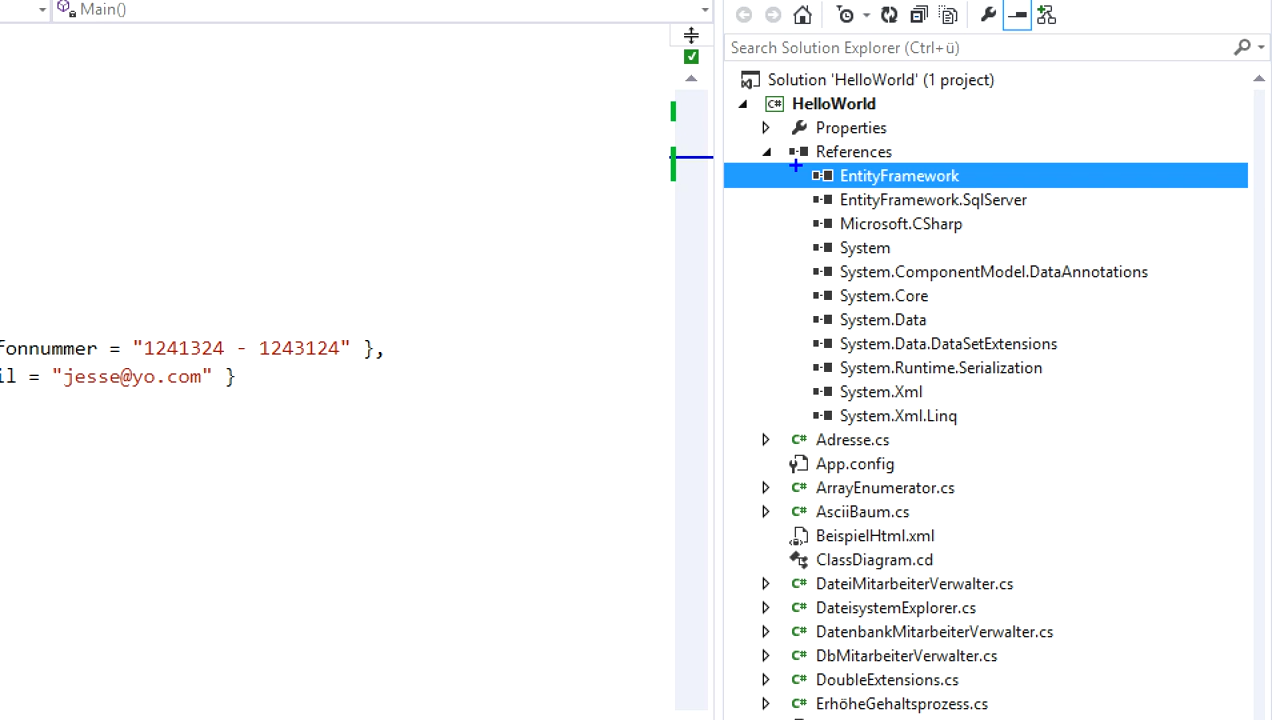 Main()
fonnummer = "1241324 - 1243124" },
il = "jesse@yo.com" }
Search Solution Explorer (Ctrl+ü)
Solution 'HelloWorld' (1 project)
C# HelloWorld
Properties
References
EntityFramework
EntityFramework.SqlServer
Microsoft.CSharp
System
System.ComponentModel.DataAnnotations
System.Core
System.Data
System.Data.DataSetExtensions
System.Runtime.Serialization
System.Xml
System.Xml.Linq
C# Adresse.cs
App.config
C# ArrayEnumerator.cs
C# AsciiBaum.cs
BeispielHtml.xml
ClassDiagram.cd
C# DateiMitarbeiterVerwalter.cs
C# DateisystemExplorer.cs
C# DatenbankMitarbeiterVerwalter.cs
C# DbMitarbeiterVerwalter.cs
C# DoubleExtensions.cs
C# ErhöheGehaltsprozess.cs